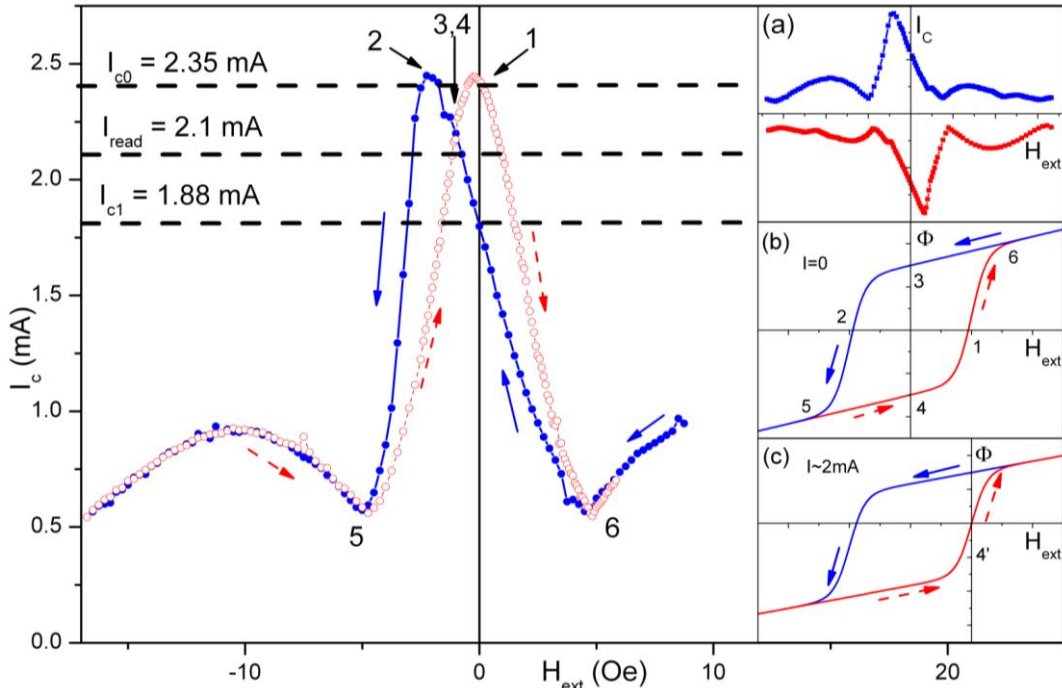 3,4
2
1
I_c0 = 2.35 mA
I_read = 2.1 mA
I_c1 = 1.88 mA
2.5
2.0
1.5
1.0
0.5
0.0
I_c (mA)
5
6
-10
0
10
20
H_ext (Oe)
(a)
I_C
H_ext
(b)
Φ
I=0
6
3
2
H_ext
1
5
4
(c)
Φ
I~2mA
H_ext
4'